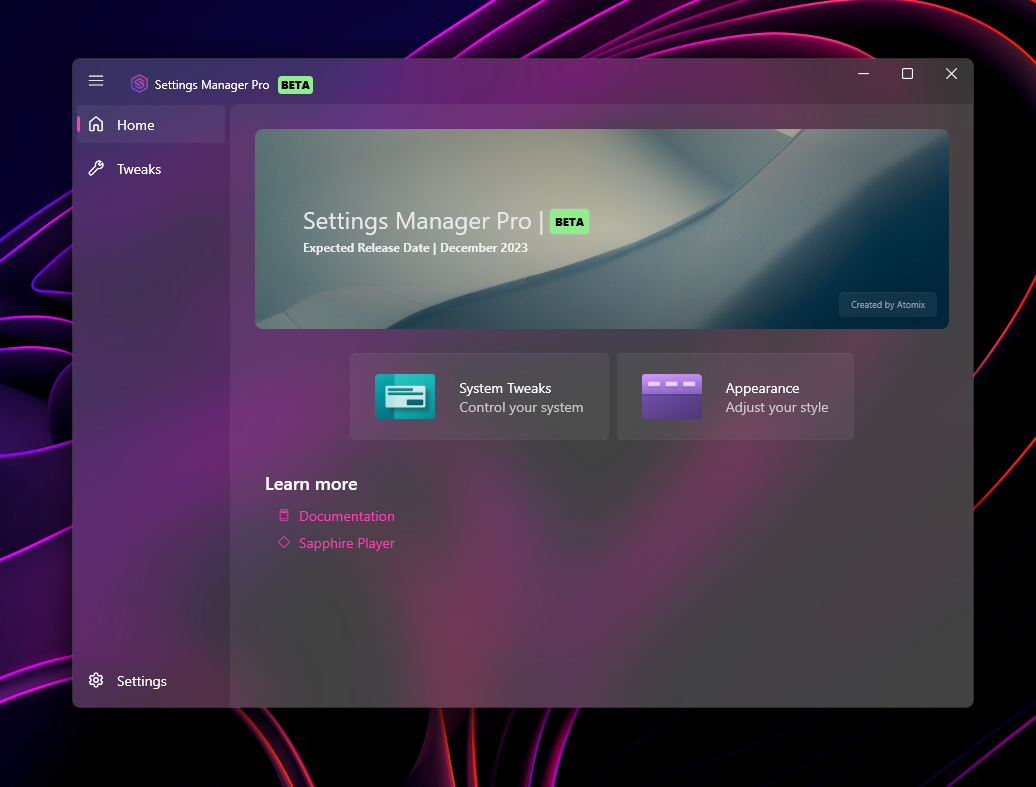 Settings Manager Pro BETA
Home
Tweaks
Settings Manager Pro | BETA
Expected Release Date | December 2023
Created by Atomix
System Tweaks
Control your system
Appearance
Adjust your style
Learn more
Documentation
Sapphire Player
Settings